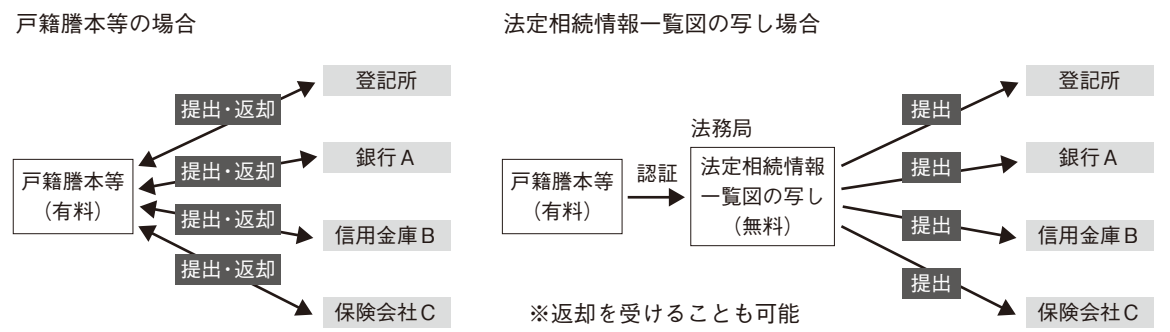 戸籍謄本等の場合
登記所
提出・返却
銀行A
提出・返却
戸籍謄本等
（有料）
提出・返却
信用金庫B
提出・返却
保険会社C
法定相続情報一覧図の写し場合
登記所
提出
法務局
銀行A
戸籍謄本等
（有料）
認証
法定相続情報
一覧図の写し
（無料）
提出
提出
信用金庫B
提出
保険会社C
※返却を受けることも可能